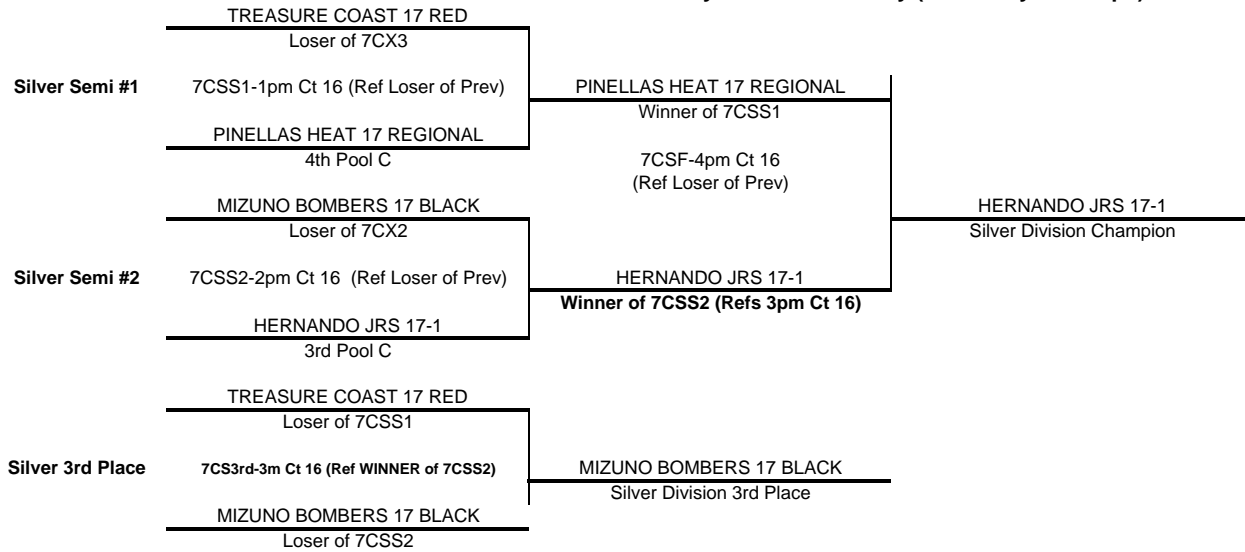 TREASURE COAST 17 RED
Loser of 7CX3
Silver Semi #1
7CSS1-1pm Ct 16 (Ref Loser of Prev)
PINELLAS HEAT 17 REGIONAL
Winner of 7CSS1
PINELLAS HEAT 17 REGIONAL
4th Pool C
7CSF-4pm Ct 16
(Ref Loser of Prev)
MIZUNO BOMBERS 17 BLACK
Loser of 7CX2
HERNANDO JRS 17-1
Silver Division Champion
Silver Semi #2
7CSS2-2pm Ct 16 (Ref Loser of Prev)
HERNANDO JRS 17-1
Winner of 7CSS2 (Refs 3pm Ct 16)
HERNANDO JRS 17-1
3rd Pool C
TREASURE COAST 17 RED
Loser of 7CSS1
Silver 3rd Place
7CS3rd-3m Ct 16 (Ref WINNER of 7CSS2)
MIZUNO BOMBERS 17 BLACK
Silver Division 3rd Place
MIZUNO BOMBERS 17 BLACK
Loser of 7CSS2